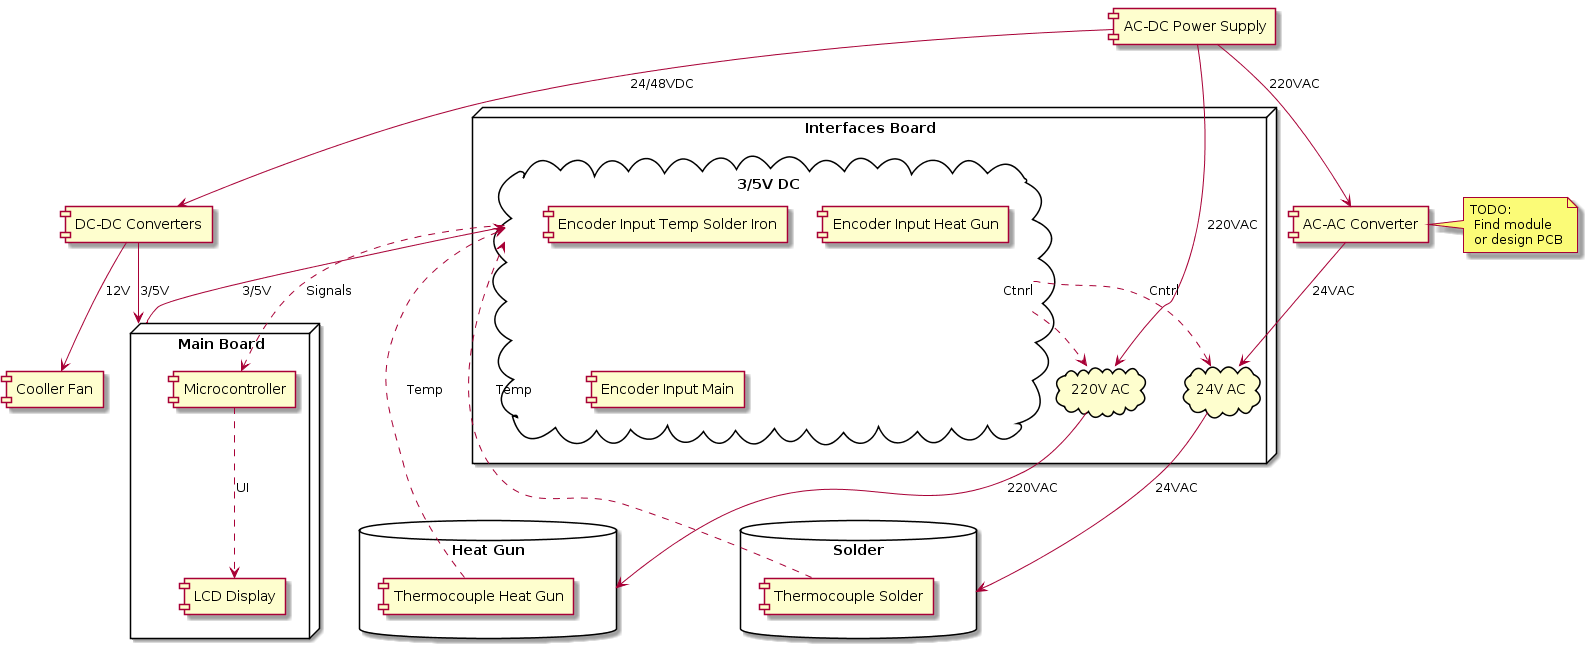 AC-DC Power Supply
24/48VDC
220VAC
Interfaces Board
3/5V DC
DC-DC Converters
Encoder Input Temp Solder Iron
Encoder Input Heat Gun
220VAC
AC-AC Converter
TODO:
Find module
or design PCB
12V
3/5V
3/5V
Signals
Ctnrl
Cntrl
24VAC
Main Board
Cooller Fan
Microcontroller
Temp
Temp
Encoder Input Main
220V AC
24V AC
UI
220VAC
24VAC
Heat Gun
Solder
LCD Display
Thermocouple Heat Gun
Thermocouple Solder